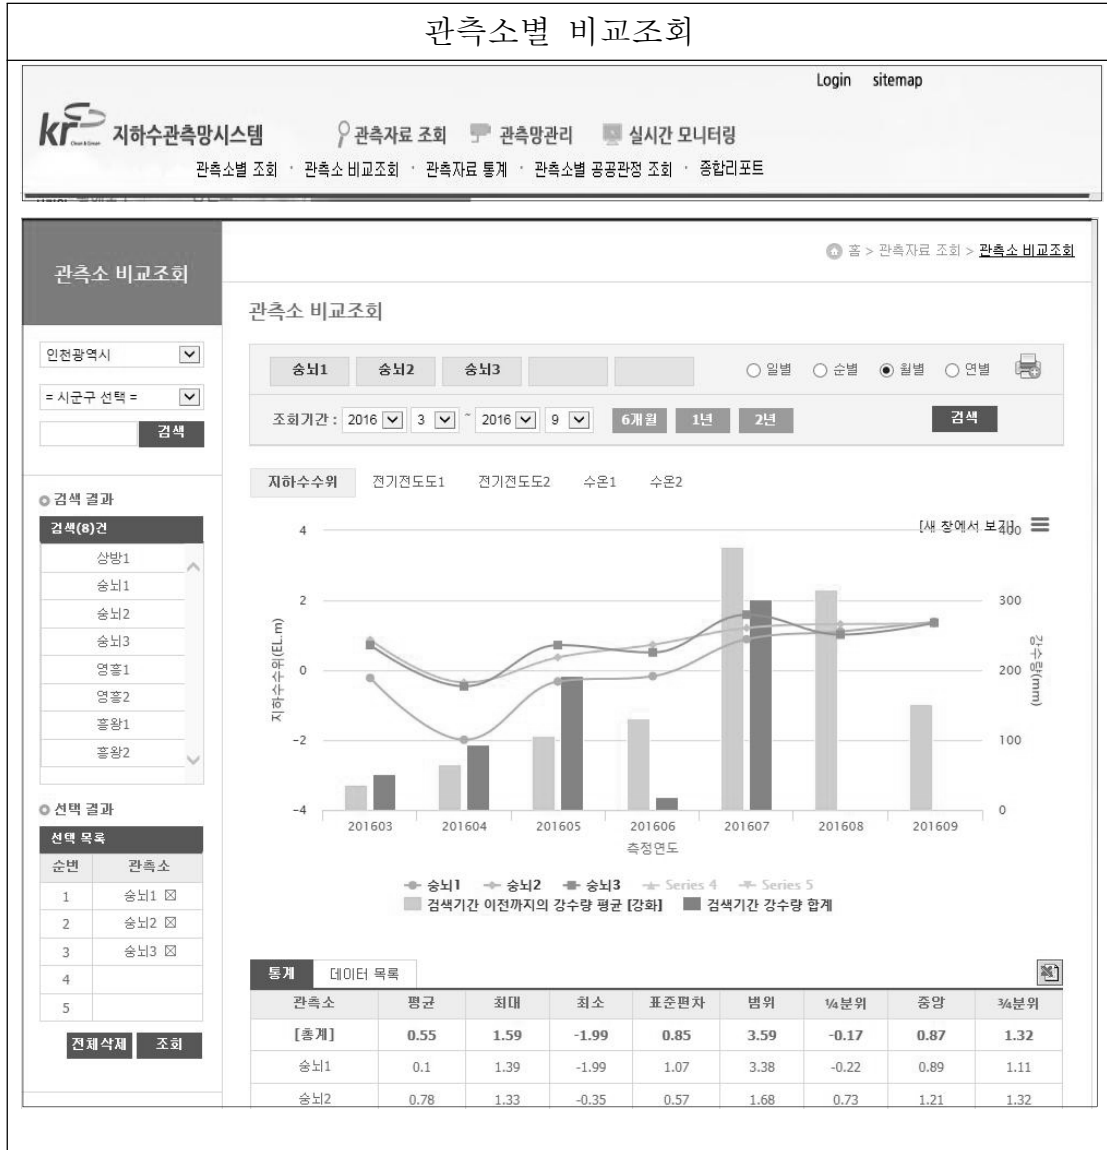 관측소별 비교조회
Login sitemap
kr 지하수관측망시스템 관측자료 조회 관측망관리 실시간 모니터링
관측소별 조회 · 관측소 비교조회 · 관측자료 통계 · 관측소별 공공관정 조회 · 종합리포트
관측소 비교조회
홈 > 관측자료 조회 > 관측소 비교조회
관측소 비교조회
인천광역시
= 시군구 선택 =
검색
숭뇌1 숭뇌2 숭뇌3 일별 순별 월별 연별
조회기간 : 2016 3 ~ 2016 9 6개월 1년 2년 검색
검색 결과
검색(8)건
상방1
숭뇌1
숭뇌2
숭뇌3
영흥1
영흥2
흥왕1
흥왕2
선택 결과
선택 목록
순번 관측소
1 숭뇌1
2 숭뇌2
3 숭뇌3
4
5
전체삭제 조회
지하수수위 전기전도도1 전기전도도2 수온1 수온2
[새 창에서 보기]
4 400
2 300
0 200
-2 100
-4 0
지하수수위(EL.m)
강수량(mm)
201603 201604 201605 201606 201607 201608 201609
측정연도
숭뇌1 숭뇌2 숭뇌3 Series 4 Series 5
검색기간 이전까지의 강수량 평균 [강화] 검색기간 강수량 합계
통계 데이터 목록
관측소 평균 최대 최소 표준편차 범위 ¼분위 중앙 ¾분위
[총계] 0.55 1.59 -1.99 0.85 3.59 -0.17 0.87 1.32
숭뇌1 0.1 1.39 -1.99 1.07 3.38 -0.22 0.89 1.11
숭뇌2 0.78 1.33 -0.35 0.57 1.68 0.73 1.21 1.32